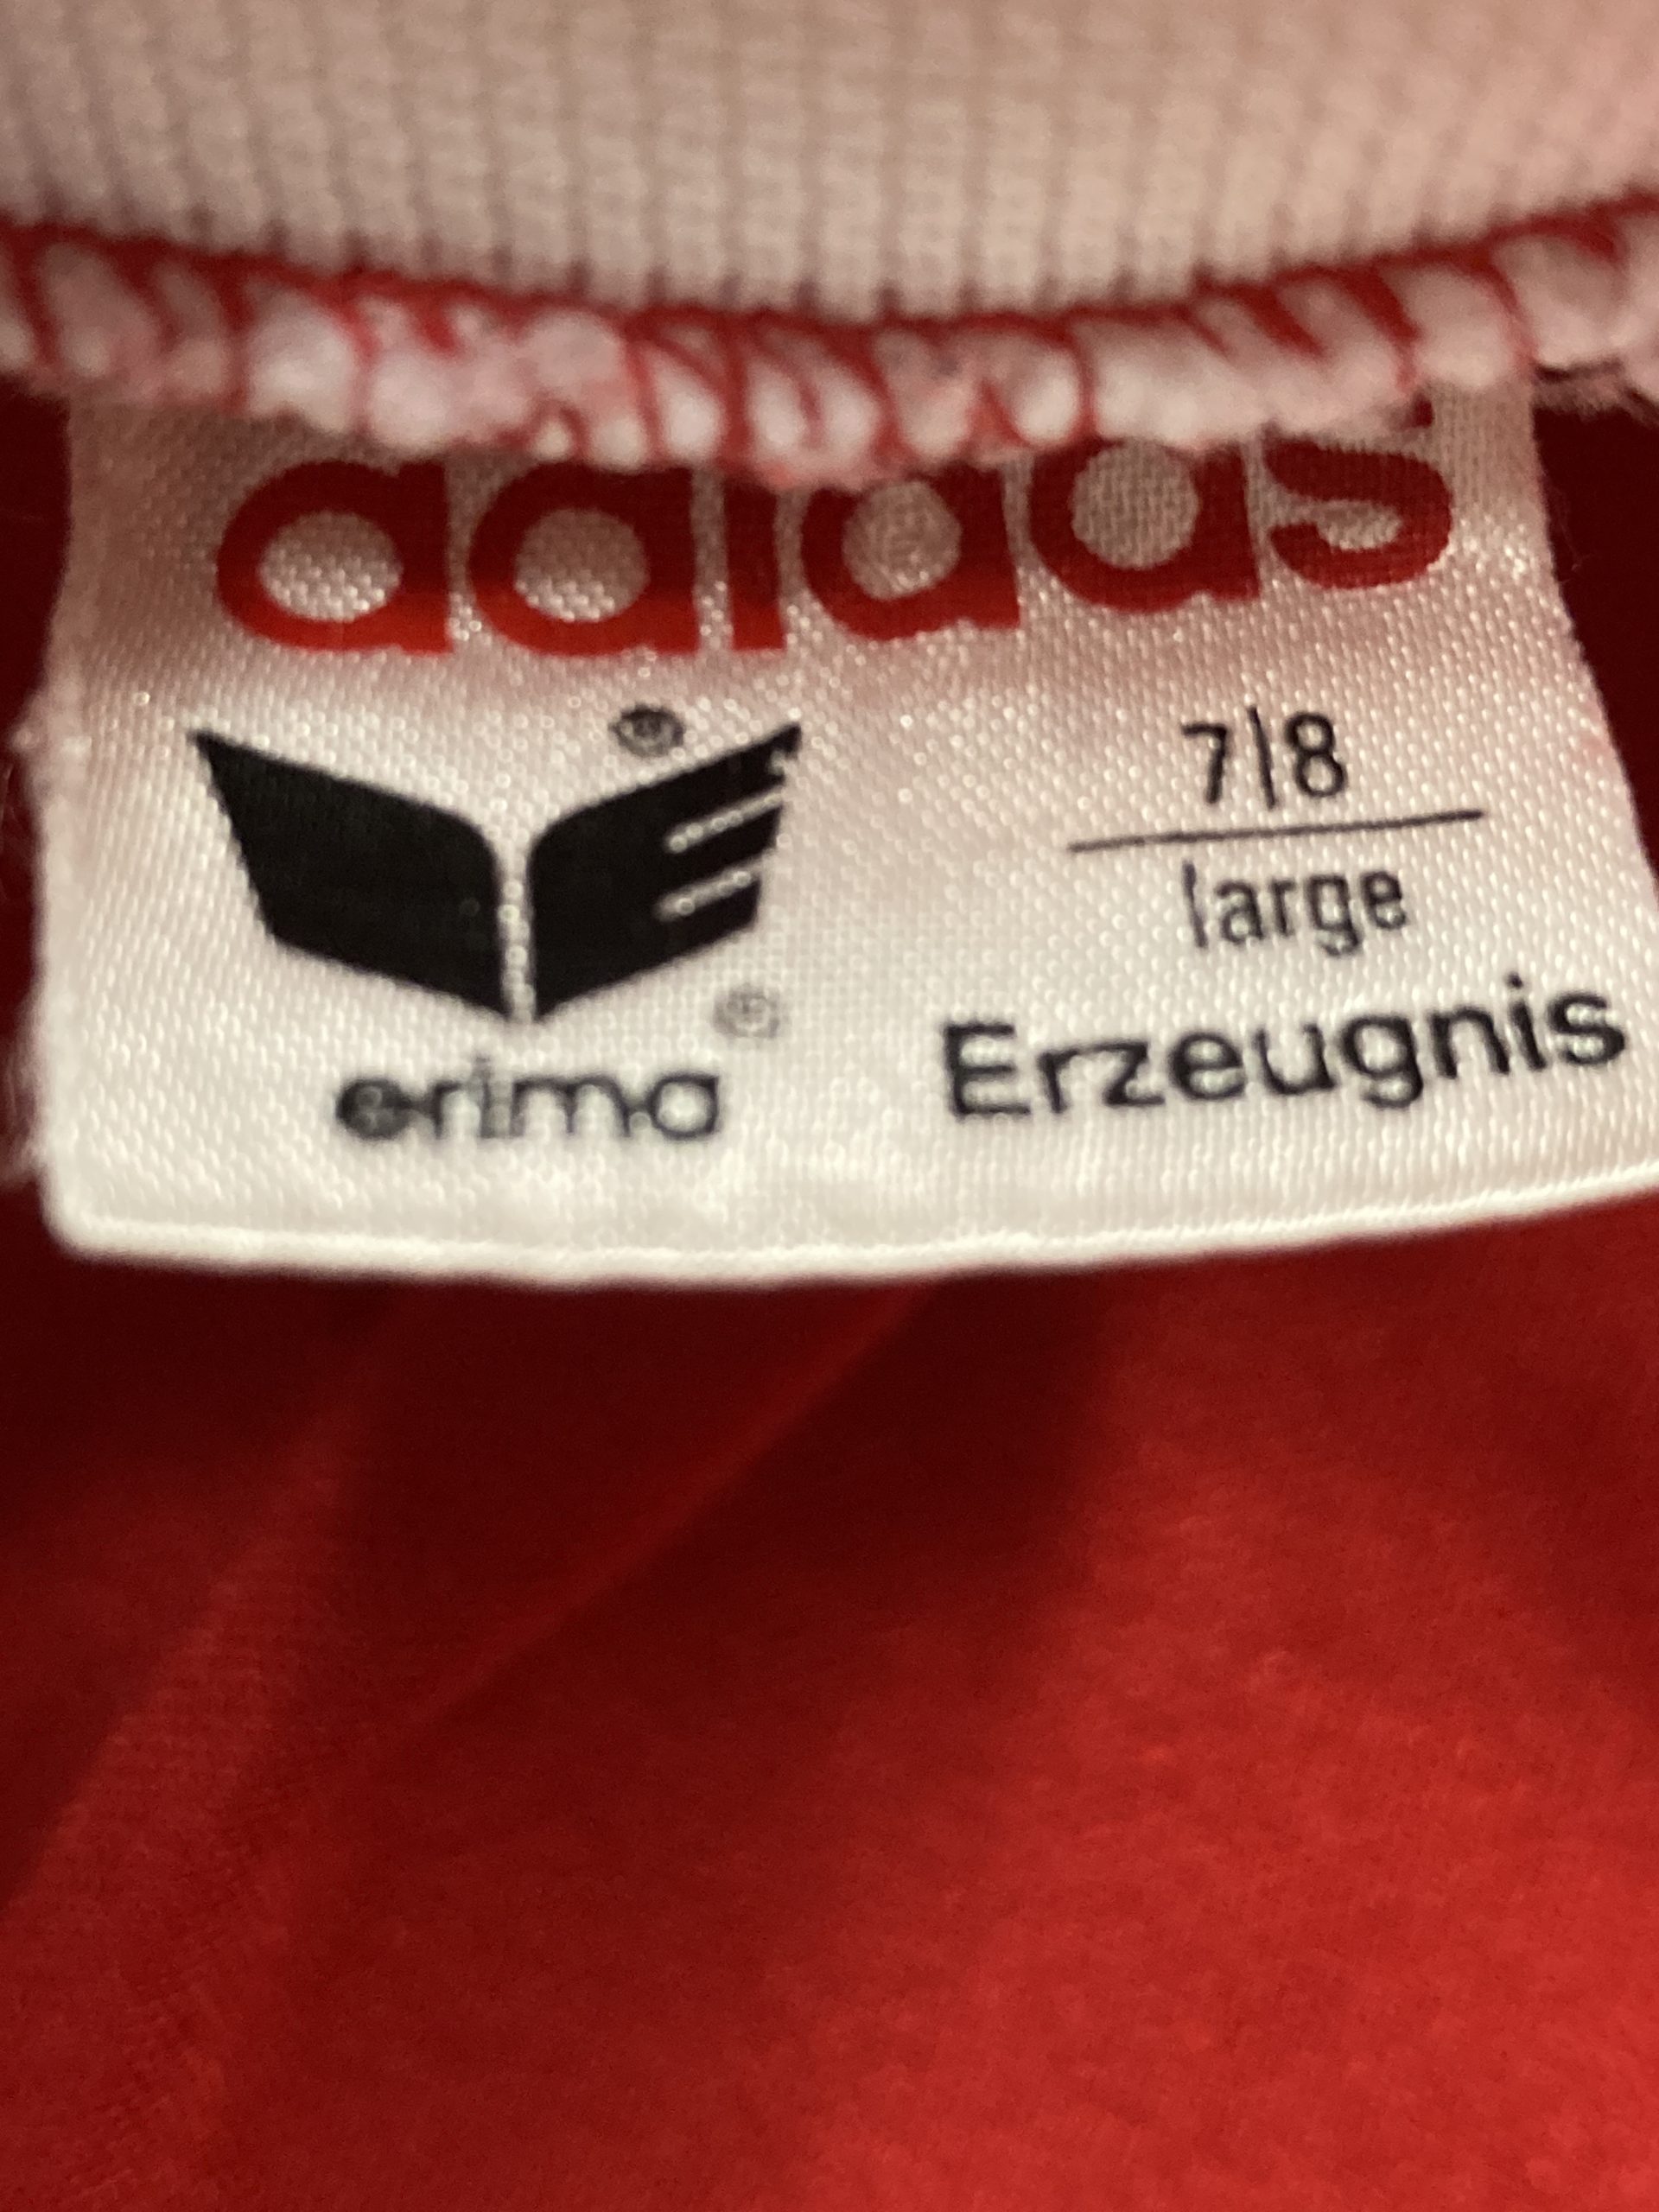 adidas
®
7|8
large
®
erima
Erzeugnis